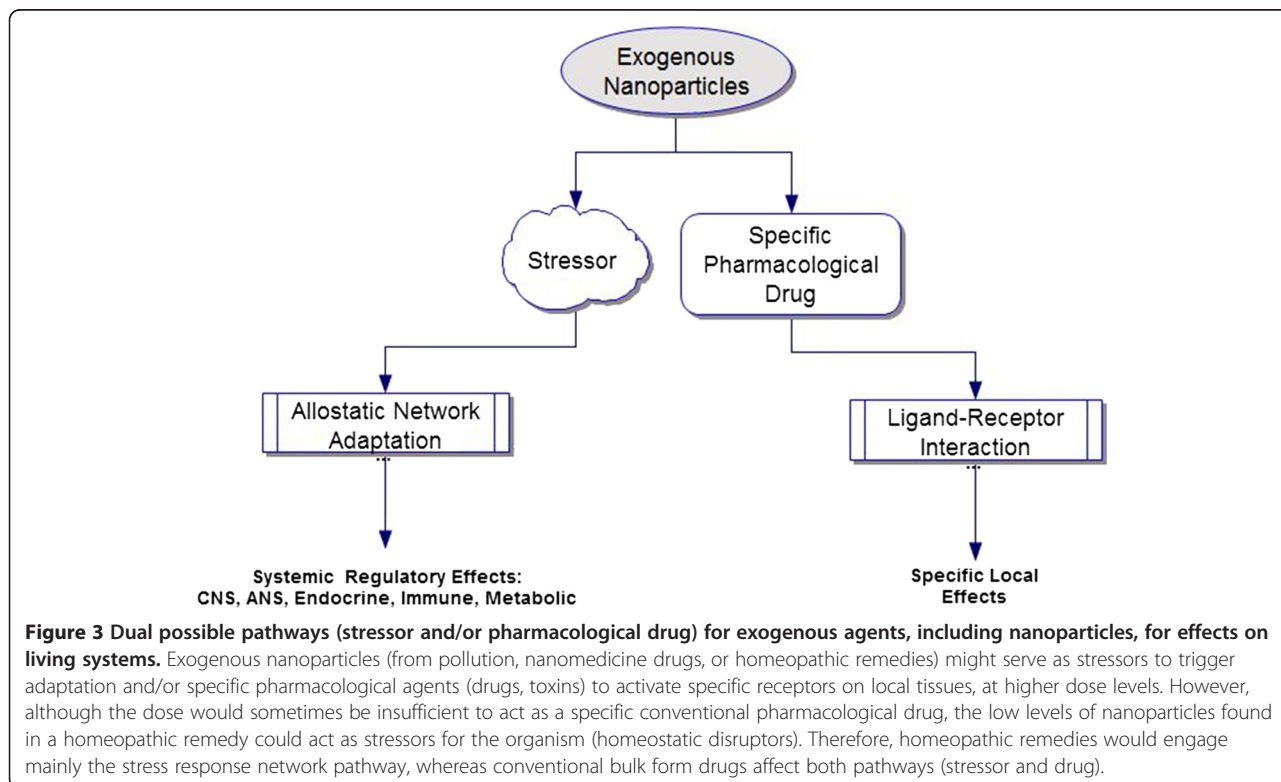 Exogenous
Nanoparticles
Stressor
Specific
Pharmacological
Drug
Allostatic Network
Adaptation
...
Ligand-Receptor
Interaction
...
Systemic Regulatory Effects:
CNS, ANS, Endocrine, Immune, Metabolic
Specific Local
Effects
Figure 3 Dual possible pathways (stressor and/or pharmacological drug) for exogenous agents, including nanoparticles, for effects on
living systems. Exogenous nanoparticles (from pollution, nanomedicine drugs, or homeopathic remedies) might serve as stressors to trigger
adaptation and/or specific pharmacological agents (drugs, toxins) to activate specific receptors on local tissues, at higher dose levels. However,
although the dose would sometimes be insufficient to act as a specific conventional pharmacological drug, the low levels of nanoparticles found
in a homeopathic remedy could act as stressors for the organism (homeostatic disruptors). Therefore, homeopathic remedies would engage
mainly the stress response network pathway, whereas conventional bulk form drugs affect both pathways (stressor and drug).